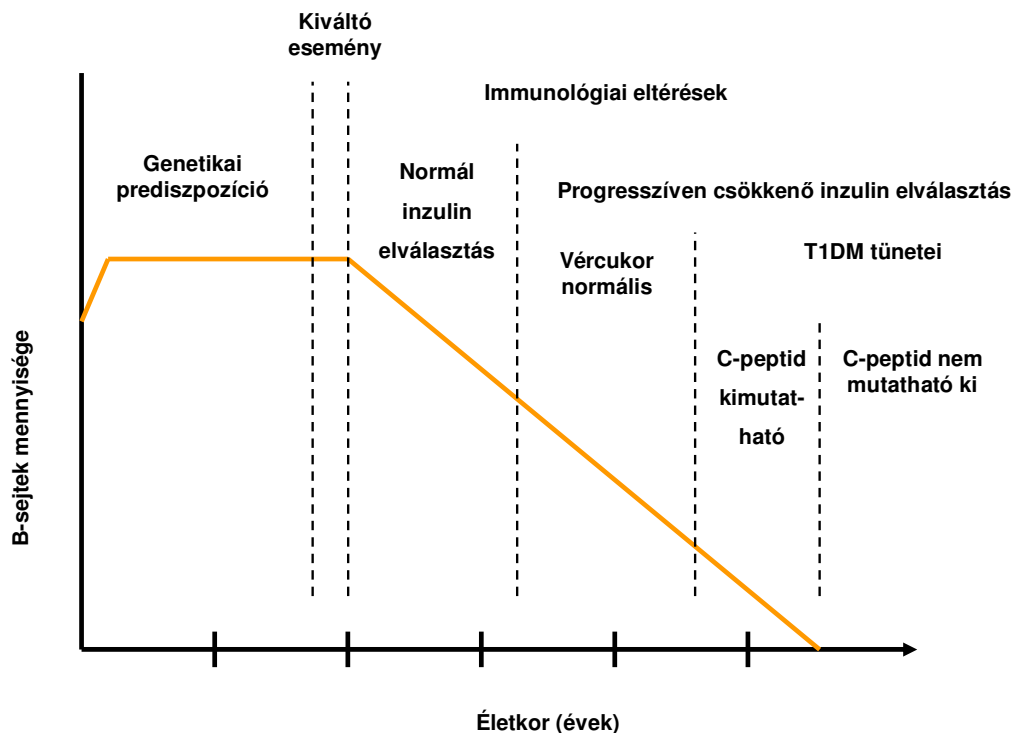 Kiváltó
esemény
Immunológiai eltérések
Genetikai
prediszpozíció
Normál
inzulin
elválasztás
Progresszíven csökkenő inzulin elválasztás
Vércukor
normális
T1DM tünetei
C-peptid
kimutat-
ható
C-peptid nem
mutatható ki
B-sejtek mennyisége
Életkor (évek)